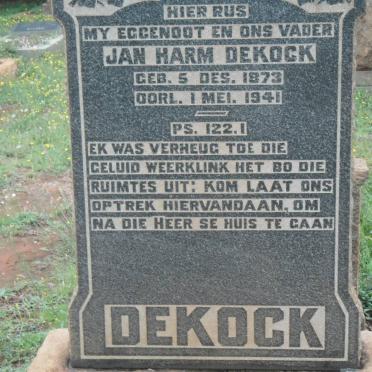 HIER RUS
MY EGGENOOT EN ONS VADER
JAN HARM DEKOCK
GEB. 5 DES. 1873
OORL. 1 MEI. 1941
PS. 122.1
EK WAS VERHEUG TOE DIE
GELUID WEERKLINK HET BO DIE
RUIMTES UIT: KOM LAAT ONS
OPTREK HIERVANDAAN, OM
NA DIE HEER SE HUIS TE GAAN
DEKOCK